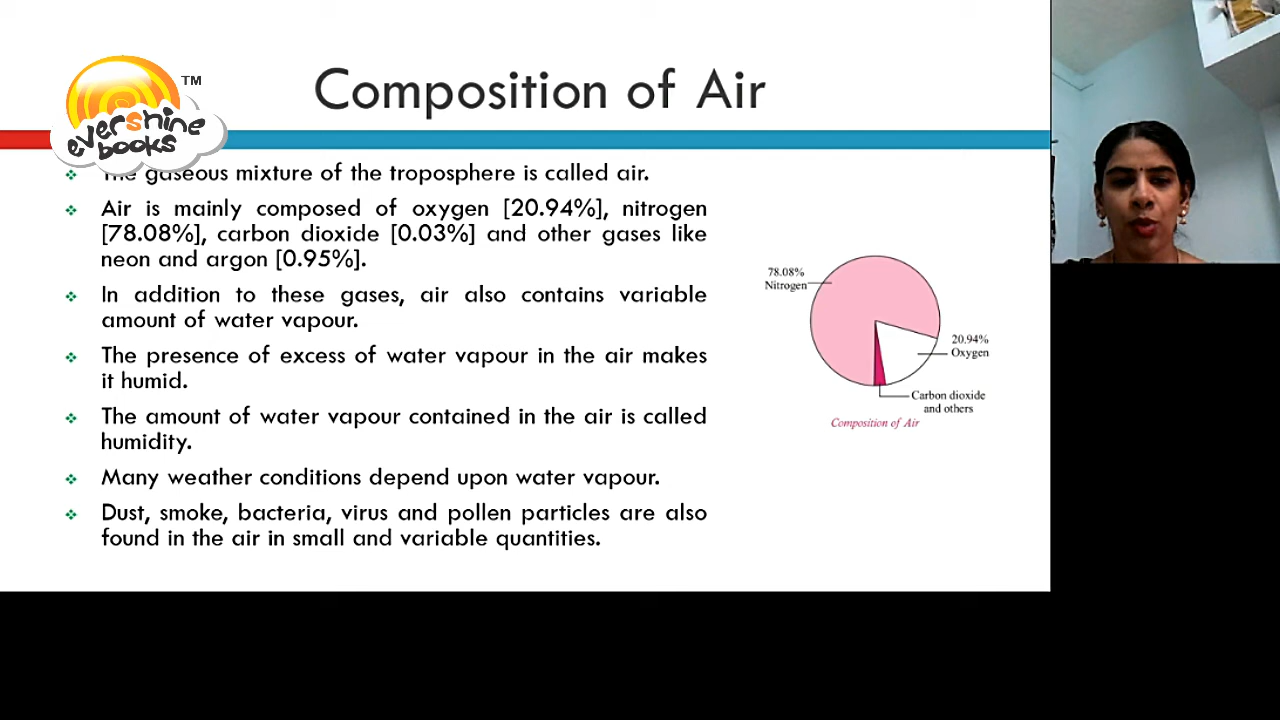 evershine
books
TM
Composition of Air
The gaseous mixture of the troposphere is called air.
Air is mainly composed of oxygen [20.94%], nitrogen
[78.08%], carbon dioxide [0.03%] and other gases like
neon and argon [0.95%].
In addition to these gases, air also contains variable
amount of water vapour.
The presence of excess of water vapour in the air makes
it humid.
The amount of water vapour contained in the air is called
humidity.
Many weather conditions depend upon water vapour.
Dust, smoke, bacteria, virus and pollen particles are also
found in the air in small and variable quantities.
78.08%
Nitrogen
20.94%
Oxygen
Carbon dioxide
and others
Composition of Air